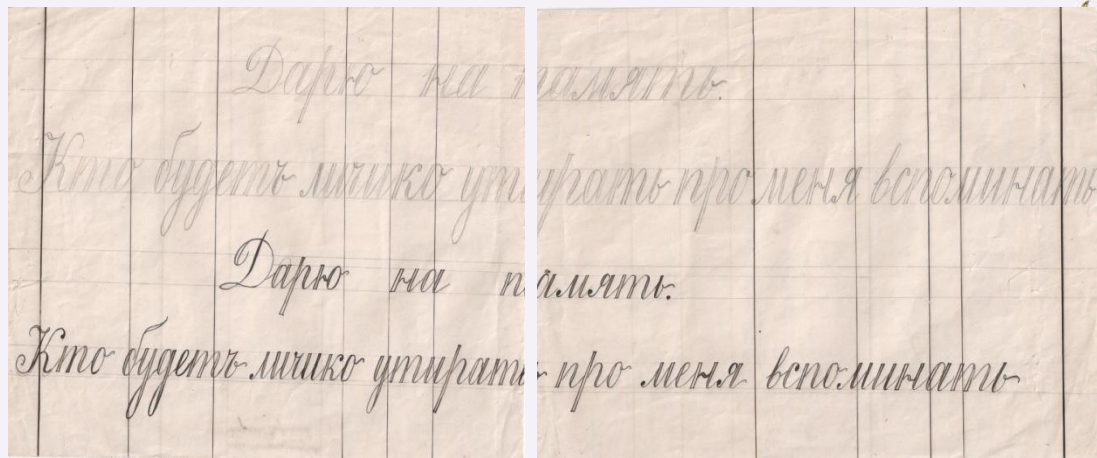 Дарю на память.
Кто будетъ личико утирать про меня вспоминать
Дарю на память.
Кто будетъ личико утирать про меня вспоминать